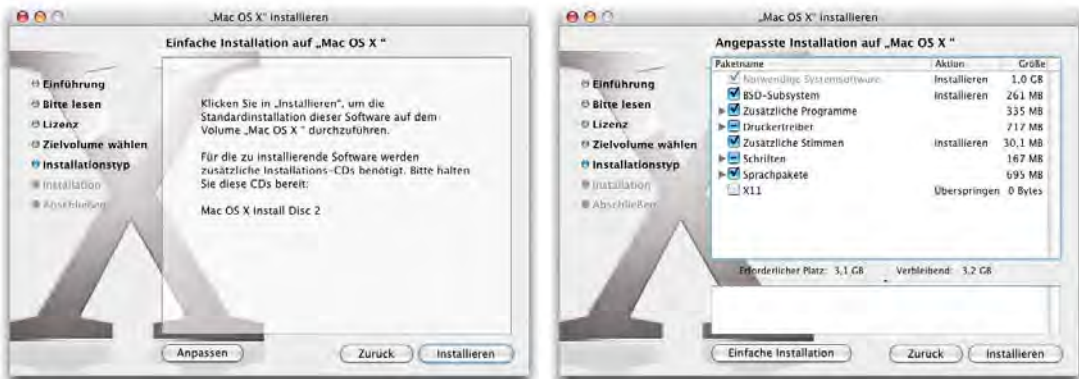 „Mac OS X“ installieren
Einfache Installation auf „Mac OS X “
Einführung
Bitte lesen
Lizenz
Zielvolume wählen
Installationstyp
Installation
Abschließen
Klicken Sie in „Installieren“, um die
Standardinstallation dieser Software auf dem
Volume „Mac OS X “ durchzuführen.
Für die zu installierende Software werden
zusätzliche Installations-CDs benötigt. Bitte halten
Sie diese CDs bereit:
Mac OS X Install Disc 2
Anpassen
Zurück
Installieren
„Mac OS X“ installieren
Angepasste Installation auf „Mac OS X “
Einführung
Bitte lesen
Lizenz
Zielvolume wählen
Installationstyp
Installation
Abschließen
Paketname Aktion Größe
Notwendige Systemsoftware Installieren 1,0 GB
BSD-Subsystem Installieren 261 MB
Zusätzliche Programme 335 MB
Druckertreiber 717 MB
Zusätzliche Stimmen Installieren 30,1 MB
Schriften 167 MB
Sprachpakete 695 MB
X11 Überspringen 0 Bytes
Erforderlicher Platz: 3,1 GB Verbleibend: 3,2 GB
Einfache Installation
Zurück
Installieren